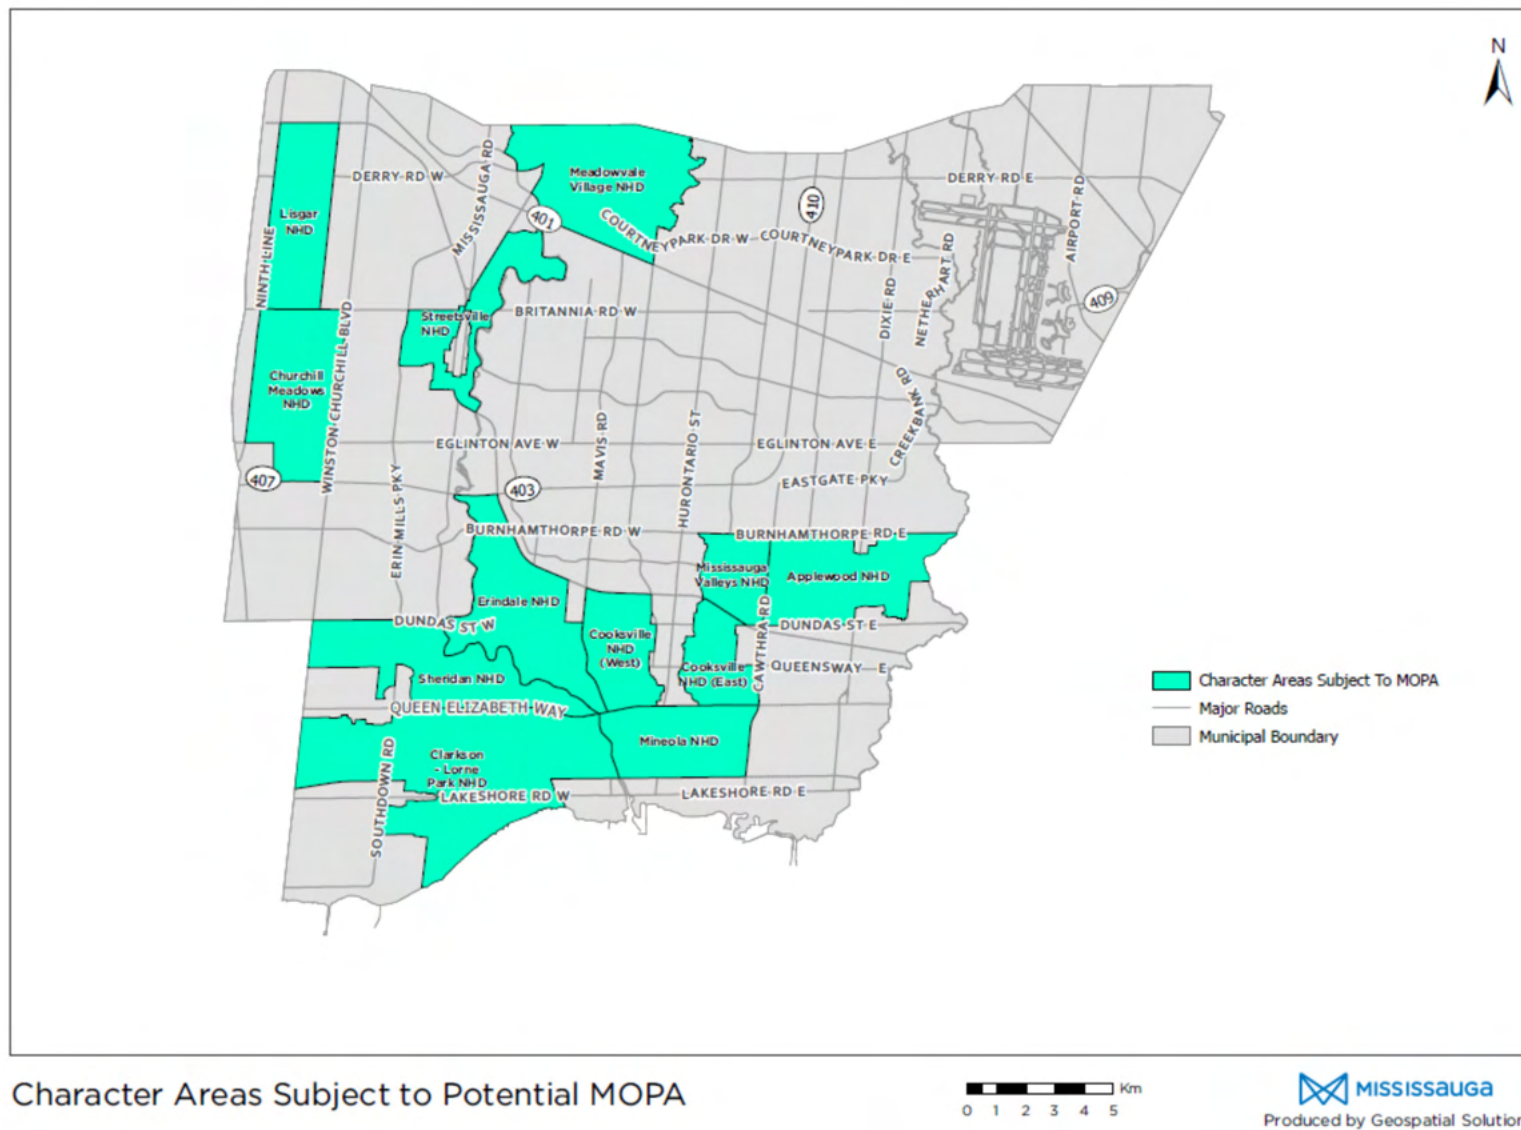 N
MISSISSAUGA RD
Meadowvale
Village NHD
DERRY RD W
DERRY RD E
410
Lisgar
NHD
401
COURTNEYPARK DR W
COURTNEYPARK DR E
AIRPORT RD
NINTH LINE
NETHERHART RD
DIXIE RD
409
Streetsville
NHD
BRITANNIA RD W
WINSTON CHURCHILL BLVD
Churchill
Meadows
NHD
CREEKBANK RD
EGLINTON AVE W
MAVIS RD
HURONTARIO ST
EGLINTON AVE E
407
403
EASTGATE PKY
ERIN MILLS PKY
BURNHAMTHORPE RD W
BURNHAMTHORPE RD E
Mississauga
Valleys NHD
Applewood NHD
Erindale NHD
DUNDAS ST W
CAWTHRA RD
DUNDAS ST E
Cooksville
NHD
(West)
Cooksville
NHD (East)
QUEENSWAY E
Sheridan NHD
QUEEN ELIZABETH WAY
Mineola NHD
SOUTHDOWN RD
Clarkson
- Lorne
Park NHD
LAKESHORE RD W
LAKESHORE RD E
Character Areas Subject To MOPA
Major Roads
Municipal Boundary
Character Areas Subject to Potential MOPA
Km
0 1 2 3 4 5
MISSISSAUGA
Produced by Geospatial Solution